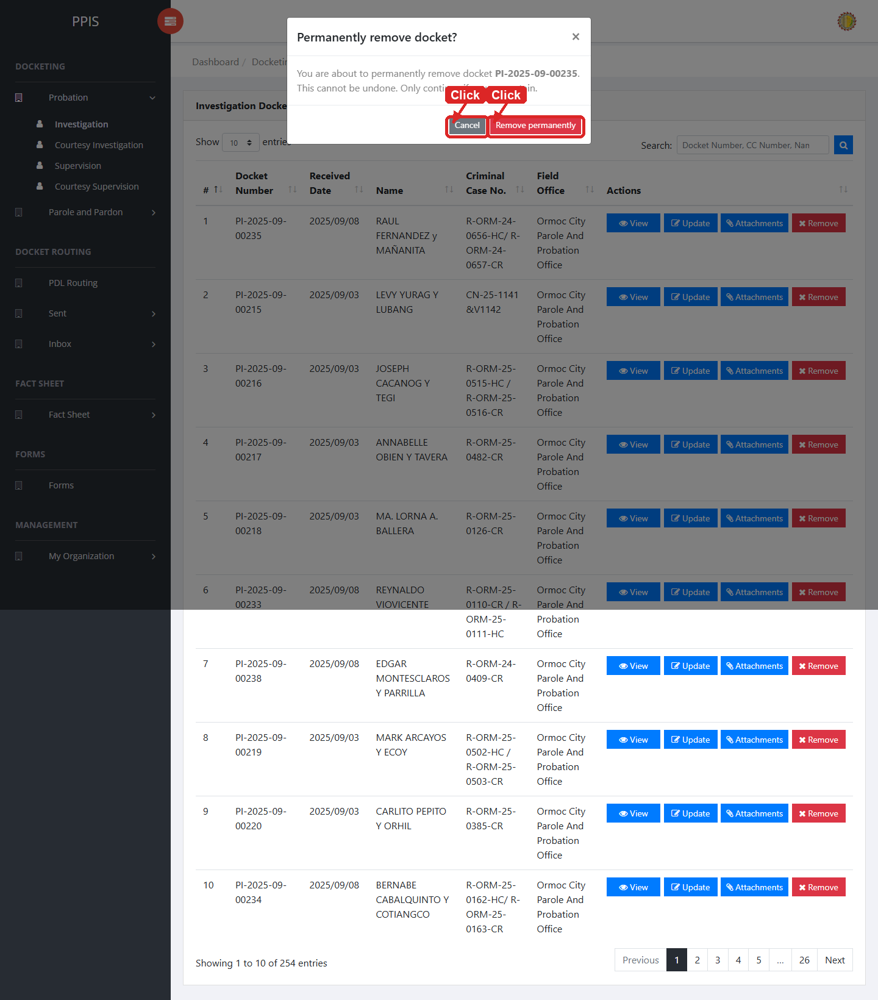 PPIS
DOCKETING
Probation
Investigation
Courtesy Investigation
Supervision
Courtesy Supervision
Parole and Pardon
DOCKET ROUTING
PDL Routing
Sent
Inbox
FACT SHEET
Fact Sheet
FORMS
Forms
MANAGEMENT
My Organization
Dashboard / Docketin
Permanently remove docket? ×
You are about to permanently remove docket PI-2025-09-00235.
This cannot be undone. Only conti in.
Click Click
Cancel Remove permanently
Investigation Docke
Show 10 entries
Search: Docket Number, CC Number, Nan
# Docket Number Received Date Name Criminal Case No. Field Office Actions
1 PI-2025-09- 2025/09/08 RAUL R-ORM-24- Ormoc City View Update Attachments Remove
00235 FERNANDEZ y 0656-HC/ R- Parole And
MAÑANITA ORM-24- Probation
0657-CR Office
2 PI-2025-09- 2025/09/03 LEVY YURAG Y CN-25-1141 Ormoc City View Update Attachments Remove
00215 LUBANG &V1142 Parole And
Probation
Office
3 PI-2025-09- 2025/09/03 JOSEPH R-ORM-25- Ormoc City View Update Attachments Remove
00216 CACANOG Y 0515-HC / Parole And
TEGI R-ORM-25- Probation
0516-CR Office
4 PI-2025-09- 2025/09/03 ANNABELLE R-ORM-25- Ormoc City View Update Attachments Remove
00217 OBIEN Y TAVERA 0482-CR Parole And
Probation
Office
5 PI-2025-09- 2025/09/03 MA. LORNA A. R-ORM-25- Ormoc City View Update Attachments Remove
00218 BALLERA 0126-CR Parole And
Probation
Office
6 PI-2025-09- 2025/09/08 REYNALDO R-ORM-25- Ormoc City View Update Attachments Remove
00233 VIOVICENTE 0110-CR / R- Parole And
ORM-25- Probation
0111-HC Office
7 PI-2025-09- 2025/09/08 EDGAR R-ORM-24- Ormoc City View Update Attachments Remove
00238 MONTESCLAROS 0409-CR Parole And
Y PARRILLA Probation
Office
8 PI-2025-09- 2025/09/03 MARK ARCAYOS R-ORM-25- Ormoc City View Update Attachments Remove
00219 Y ECOY 0502-HC / Parole And
R-ORM-25- Probation
0503-CR Office
9 PI-2025-09- 2025/09/03 CARLITO PEPITO R-ORM-25- Ormoc City View Update Attachments Remove
00220 Y ORHIL 0385-CR Parole And
Probation
Office
10 PI-2025-09- 2025/09/08 BERNABE R-ORM-25- Ormoc City View Update Attachments Remove
00234 CABALQUINTO Y 0162-HC/ R- Parole And
COTIANGCO ORM-25- Probation
0163-CR Office
Showing 1 to 10 of 254 entries
Previous 1 2 3 4 5 ... 26 Next